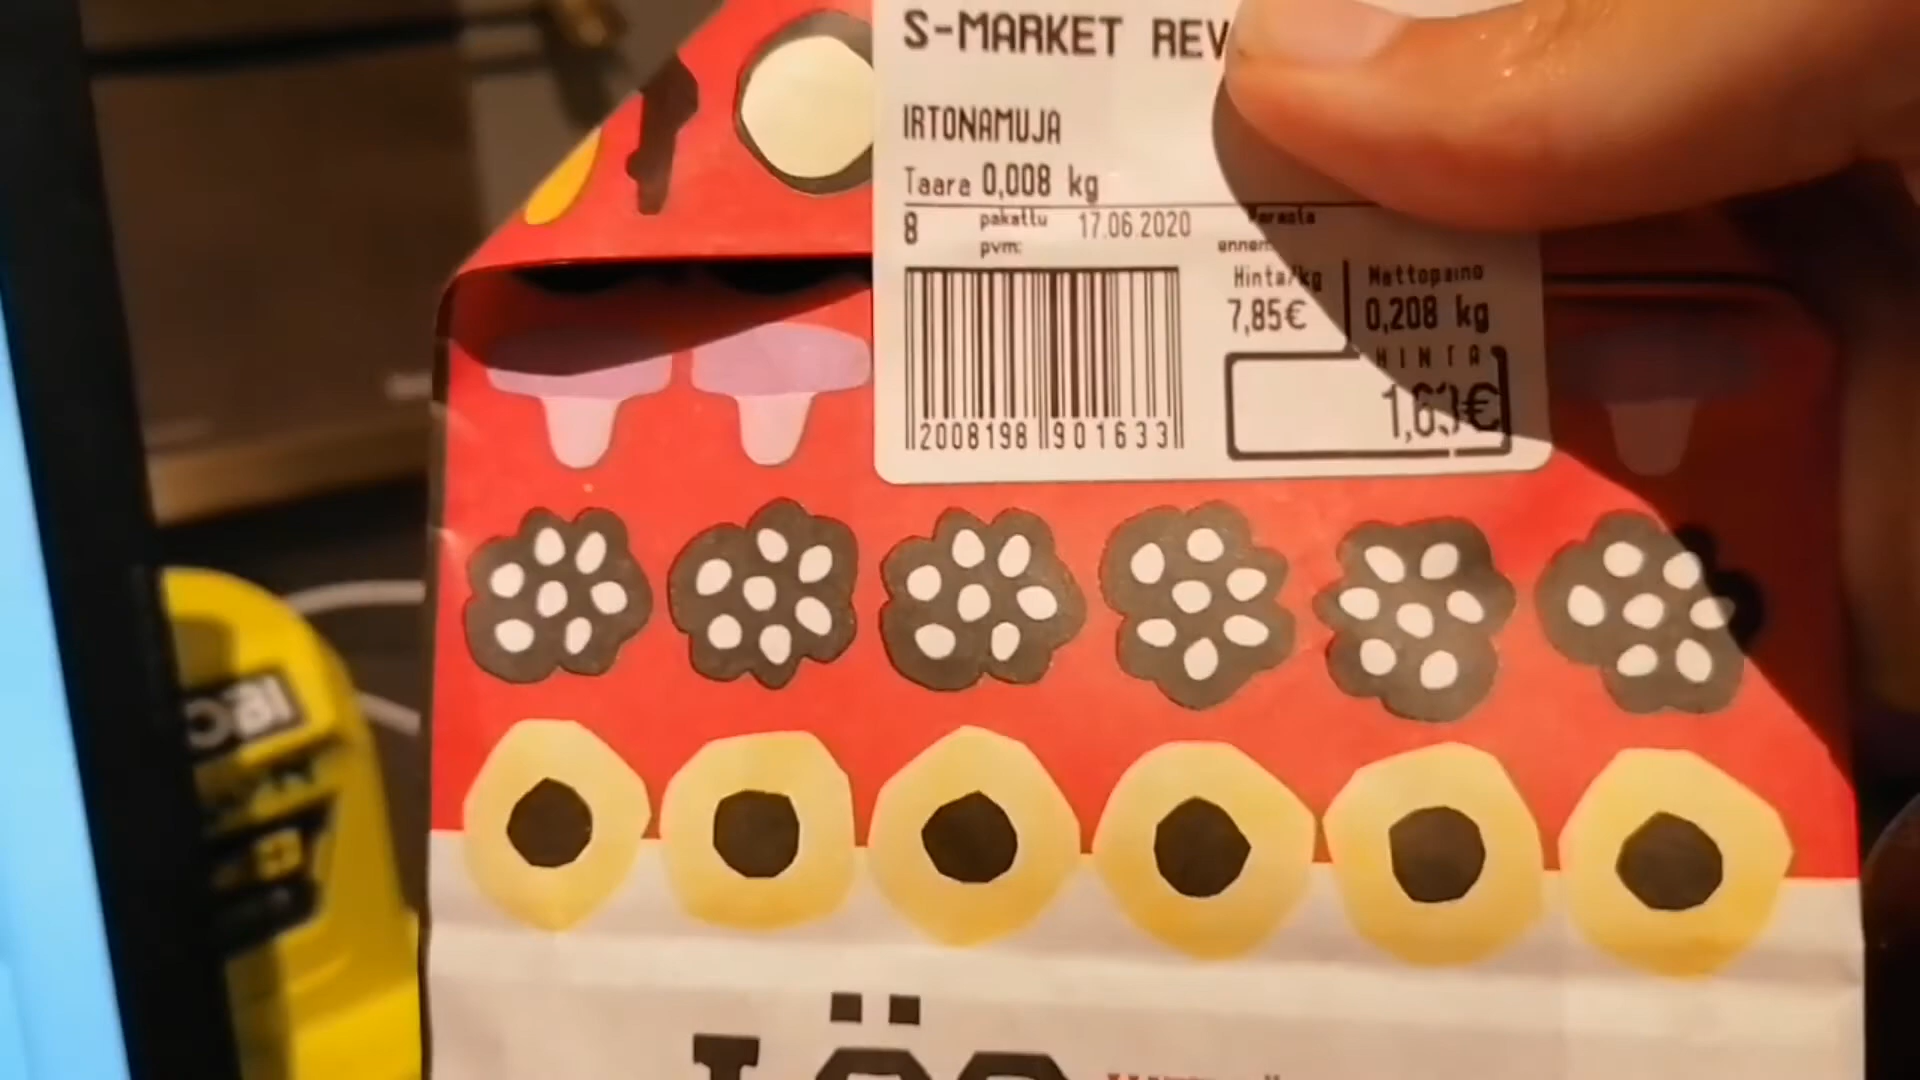 S-MARKET REV
IRTONAMUJA
Taara 0,008 kg
8 pakattu pvm: 17.06.2020 Parasta ennen
Hinta/kg Nettopaino
7,85€ 0,208 kg
HINTA
1,63€
2008198 901633